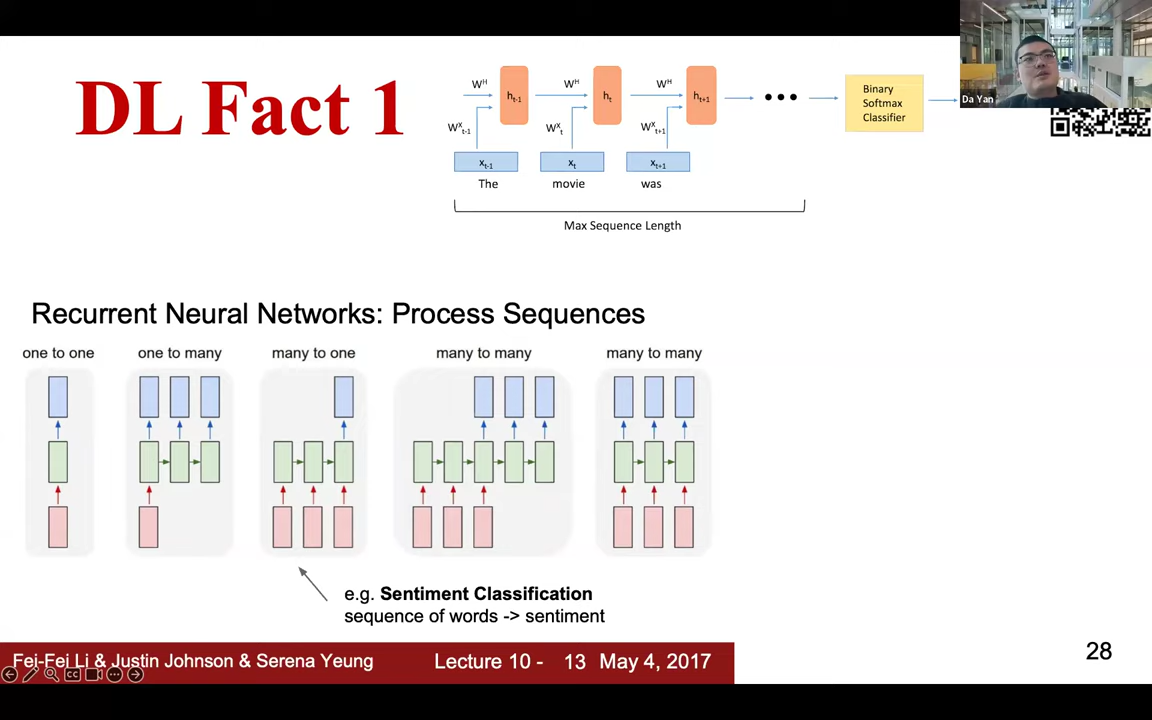 DL Fact 1
Wᴴ Wᴴ Wᴴ
hₜ₋₁ hₜ hₜ₊₁
Wˣₜ₋₁ Wˣₜ Wˣₜ₊₁
xₜ₋₁ xₜ xₜ₊₁
The movie was
Max Sequence Length
Binary
Softmax
Classifier
Da Yan
Recurrent Neural Networks: Process Sequences
one to one one to many many to one many to many many to many
e.g. Sentiment Classification
sequence of words -> sentiment
Fei-Fei Li & Justin Johnson & Serena Yeung Lecture 10 - 13 May 4, 2017
CC
28